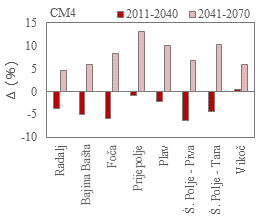 CM4
2011-2040
2041-2070
Δ (%)
15
10
5
0
-5
-10
Radalj
Bajina Bašta
Foča
Prijepolje
Plav
Š. Polje - Piva
Š. Polje - Tara
Vikoč